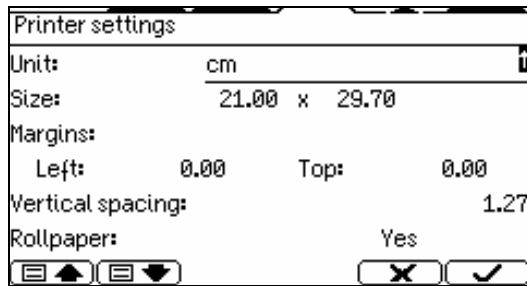 Printer settings
Unit: cm
Size: 21.00 x 29.70
Margins:
Left: 0.00 Top: 0.00
Vertical spacing: 1.27
Rollpaper: Yes